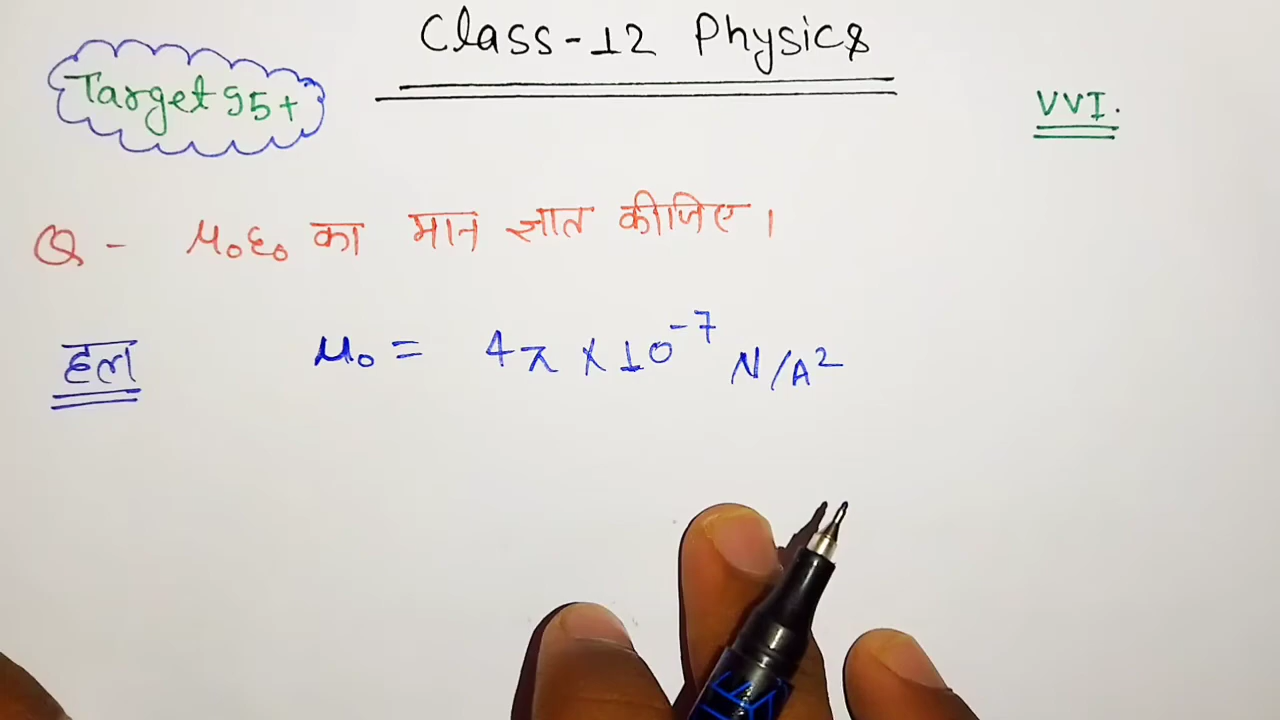 Class-12 Physics
Target 95+
VVI.
Q - μ₀ε₀ का मान ज्ञात कीजिए ।
हल μ₀ = 4π × 10⁻⁷ N/A²